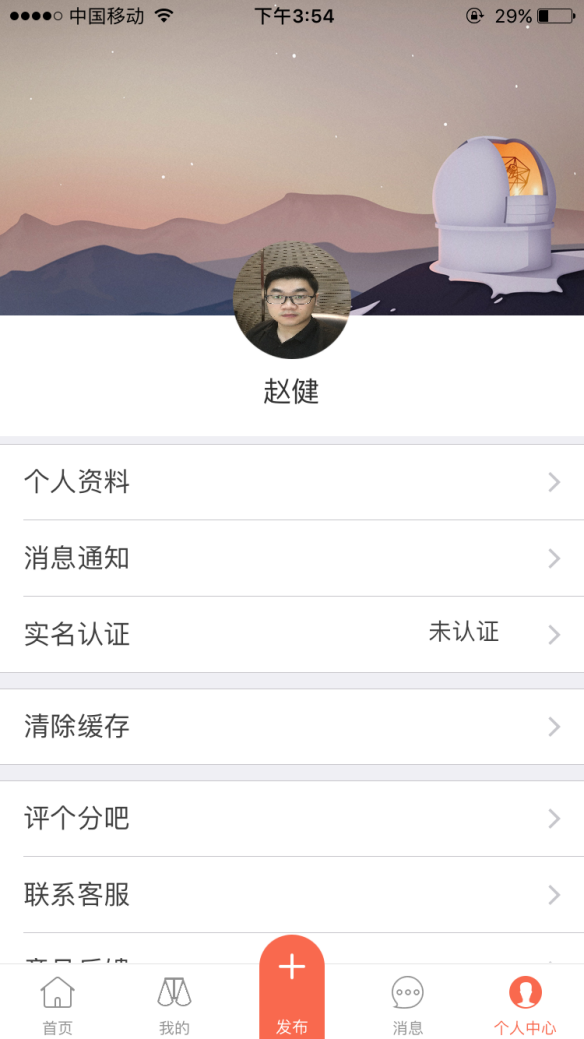 中国移动
下午3:54
29%
赵健
个人资料
消息通知
实名认证
未认证
清除缓存
评个分吧
联系客服
首页
我的
发布
消息
个人中心